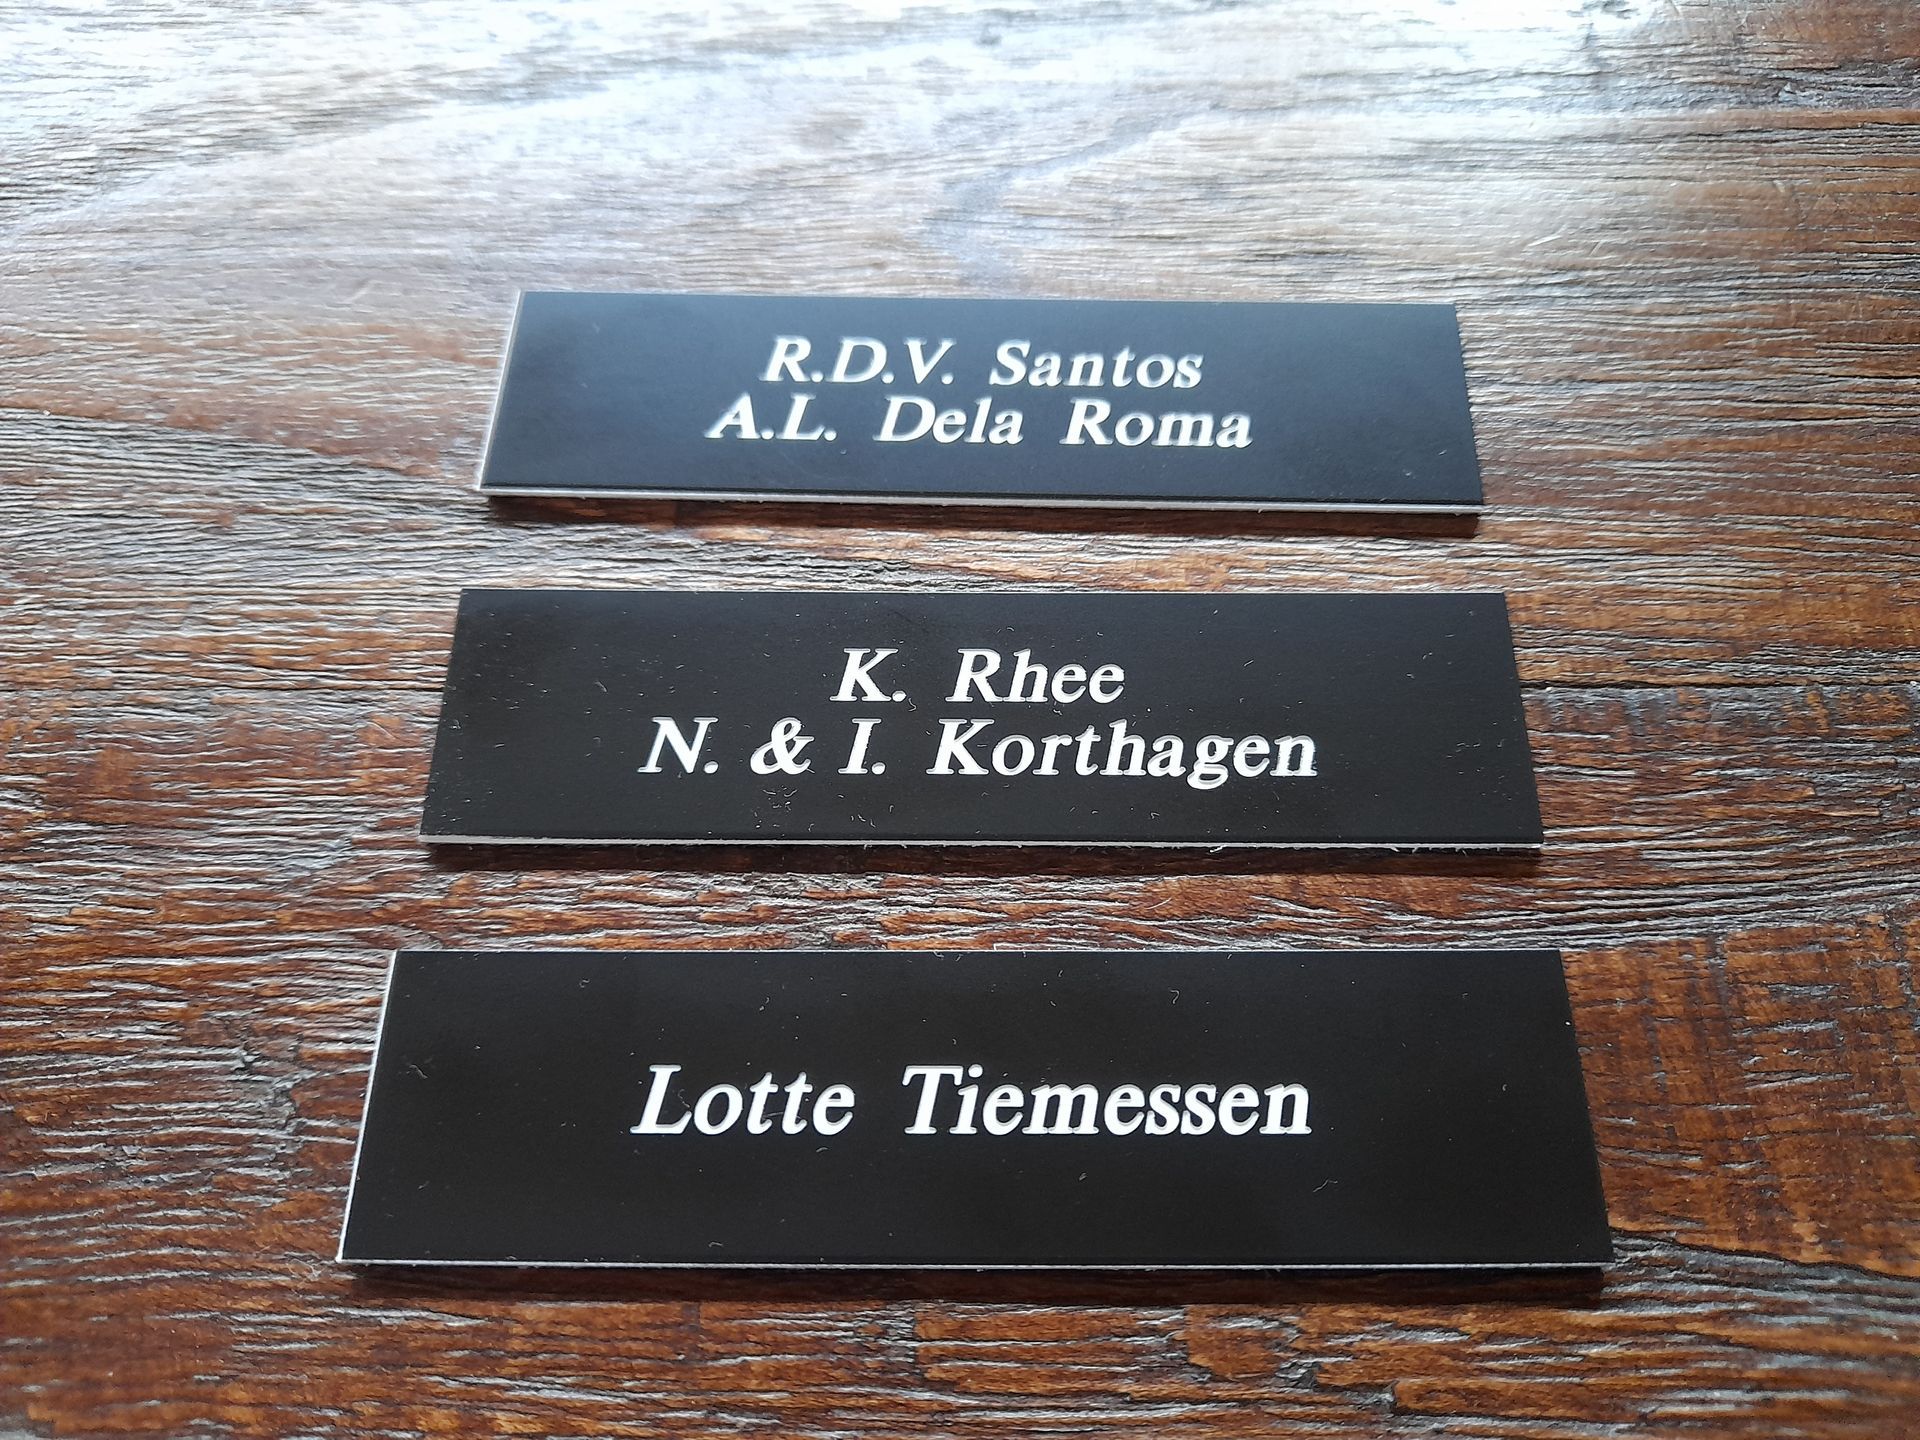 R.D.V. Santos
A.L. Dela Roma
K. Rhee
N. & I. Korthagen
Lotte Tiemessen